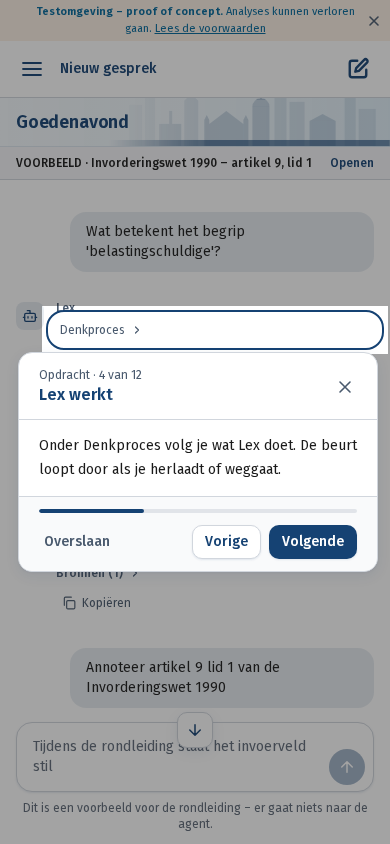 Testomgeving – proof of concept. Analyses kunnen verloren
gaan. Lees de voorwaarden
Nieuw gesprek
Goedenavond
VOORBEELD · Invorderingswet 1990 – artikel 9, lid 1
Openen
Wat betekent het begrip
'belastingschuldige'?
Lex
Denkproces
Opdracht · 4 van 12
Lex werkt
Onder Denkproces volg je wat Lex doet. De beurt
loopt door als je herlaadt of weggaat.
Overslaan
Vorige
Volgende
Bronnen (1)
Kopiëren
Annoteer artikel 9 lid 1 van de
Invorderingswet 1990
Tijdens de rondleiding staat het invoerveld
stil
Dit is een voorbeeld voor de rondleiding – er gaat niets naar de
agent.